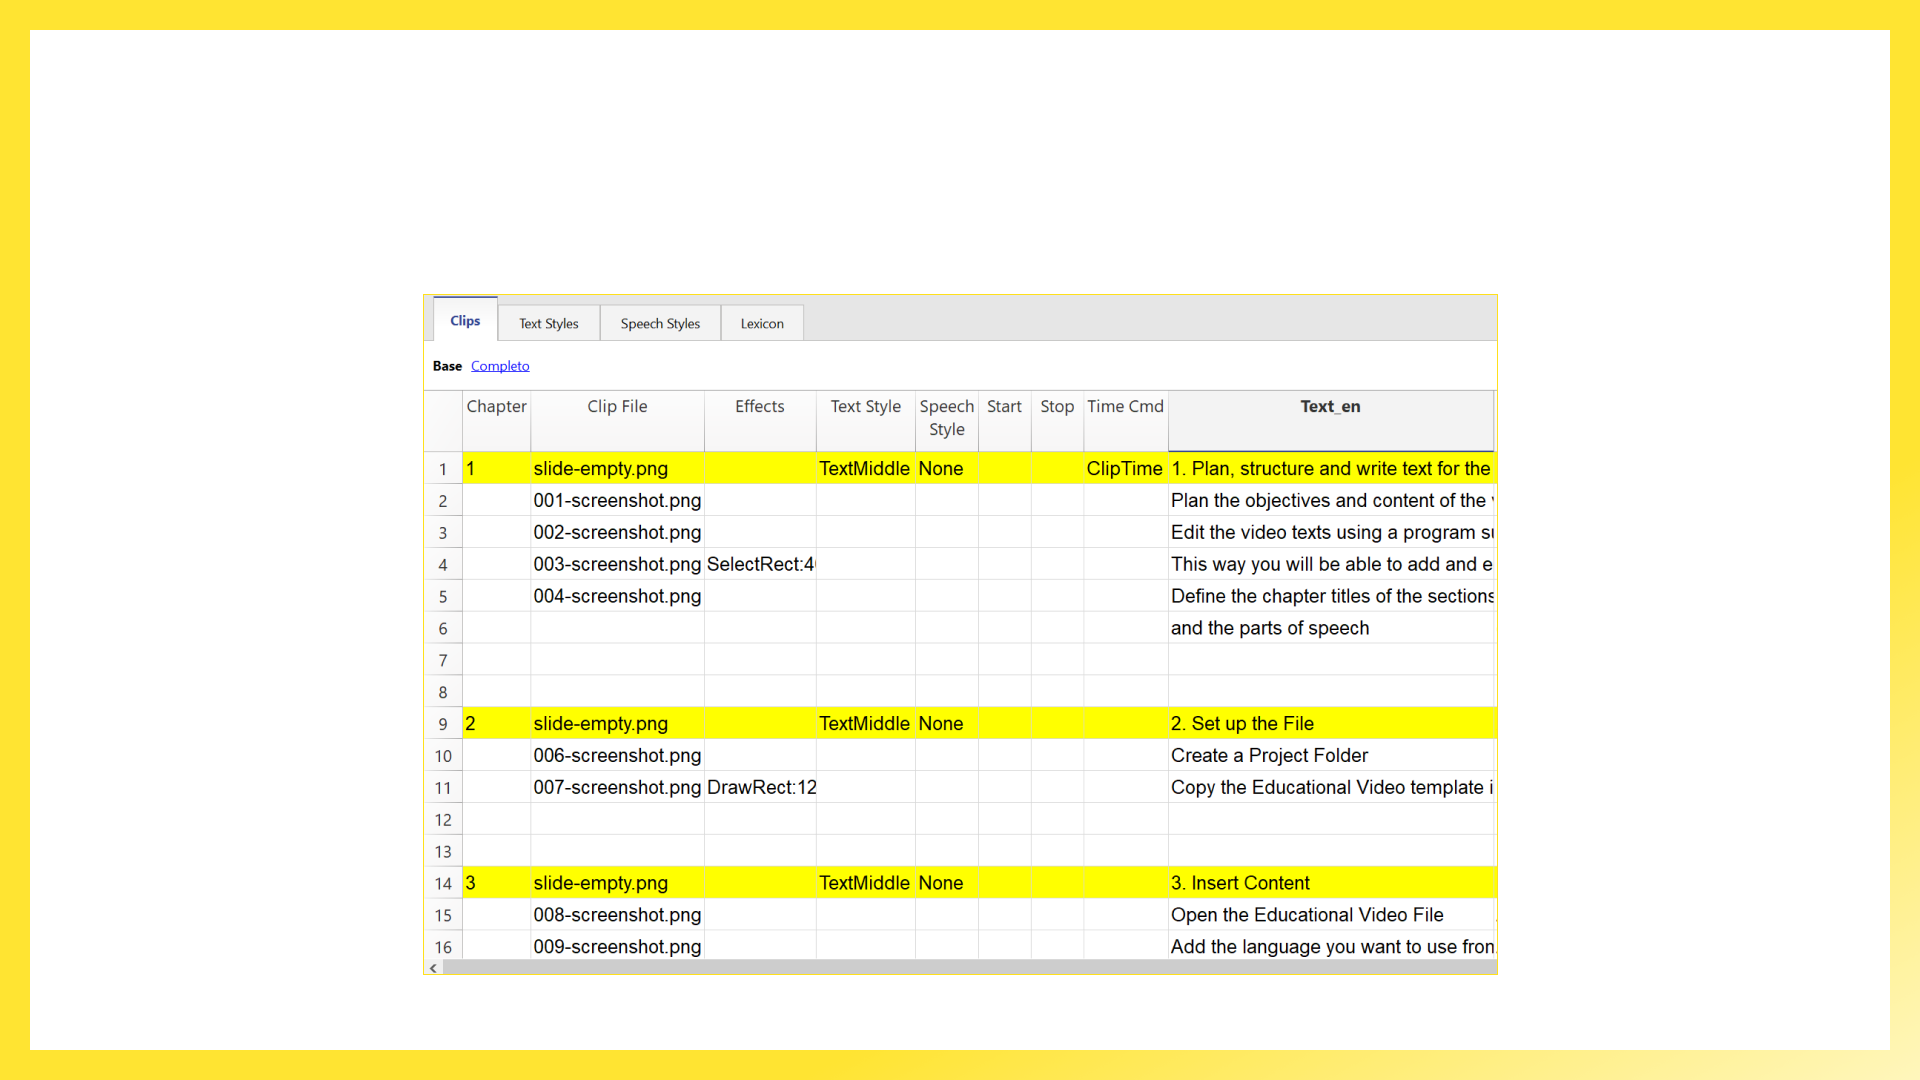 Clips Text Styles Speech Styles Lexicon
Base Completo
Chapter Clip File Effects Text Style Speech Style Start Stop Time Cmd Text_en
1 1 slide-empty.png TextMiddle None ClipTime 1. Plan, structure and write text for the
2 001-screenshot.png Plan the objectives and content of the
3 002-screenshot.png Edit the video texts using a program
4 003-screenshot.png SelectRect:4 This way you will be able to add and e
5 004-screenshot.png Define the chapter titles of the sections
6 and the parts of speech
7
8
9 2 slide-empty.png TextMiddle None 2. Set up the File
10 006-screenshot.png Create a Project Folder
11 007-screenshot.png DrawRect:12 Copy the Educational Video template i
12
13
14 3 slide-empty.png TextMiddle None 3. Insert Content
15 008-screenshot.png Open the Educational Video File
16 009-screenshot.png Add the language you want to use